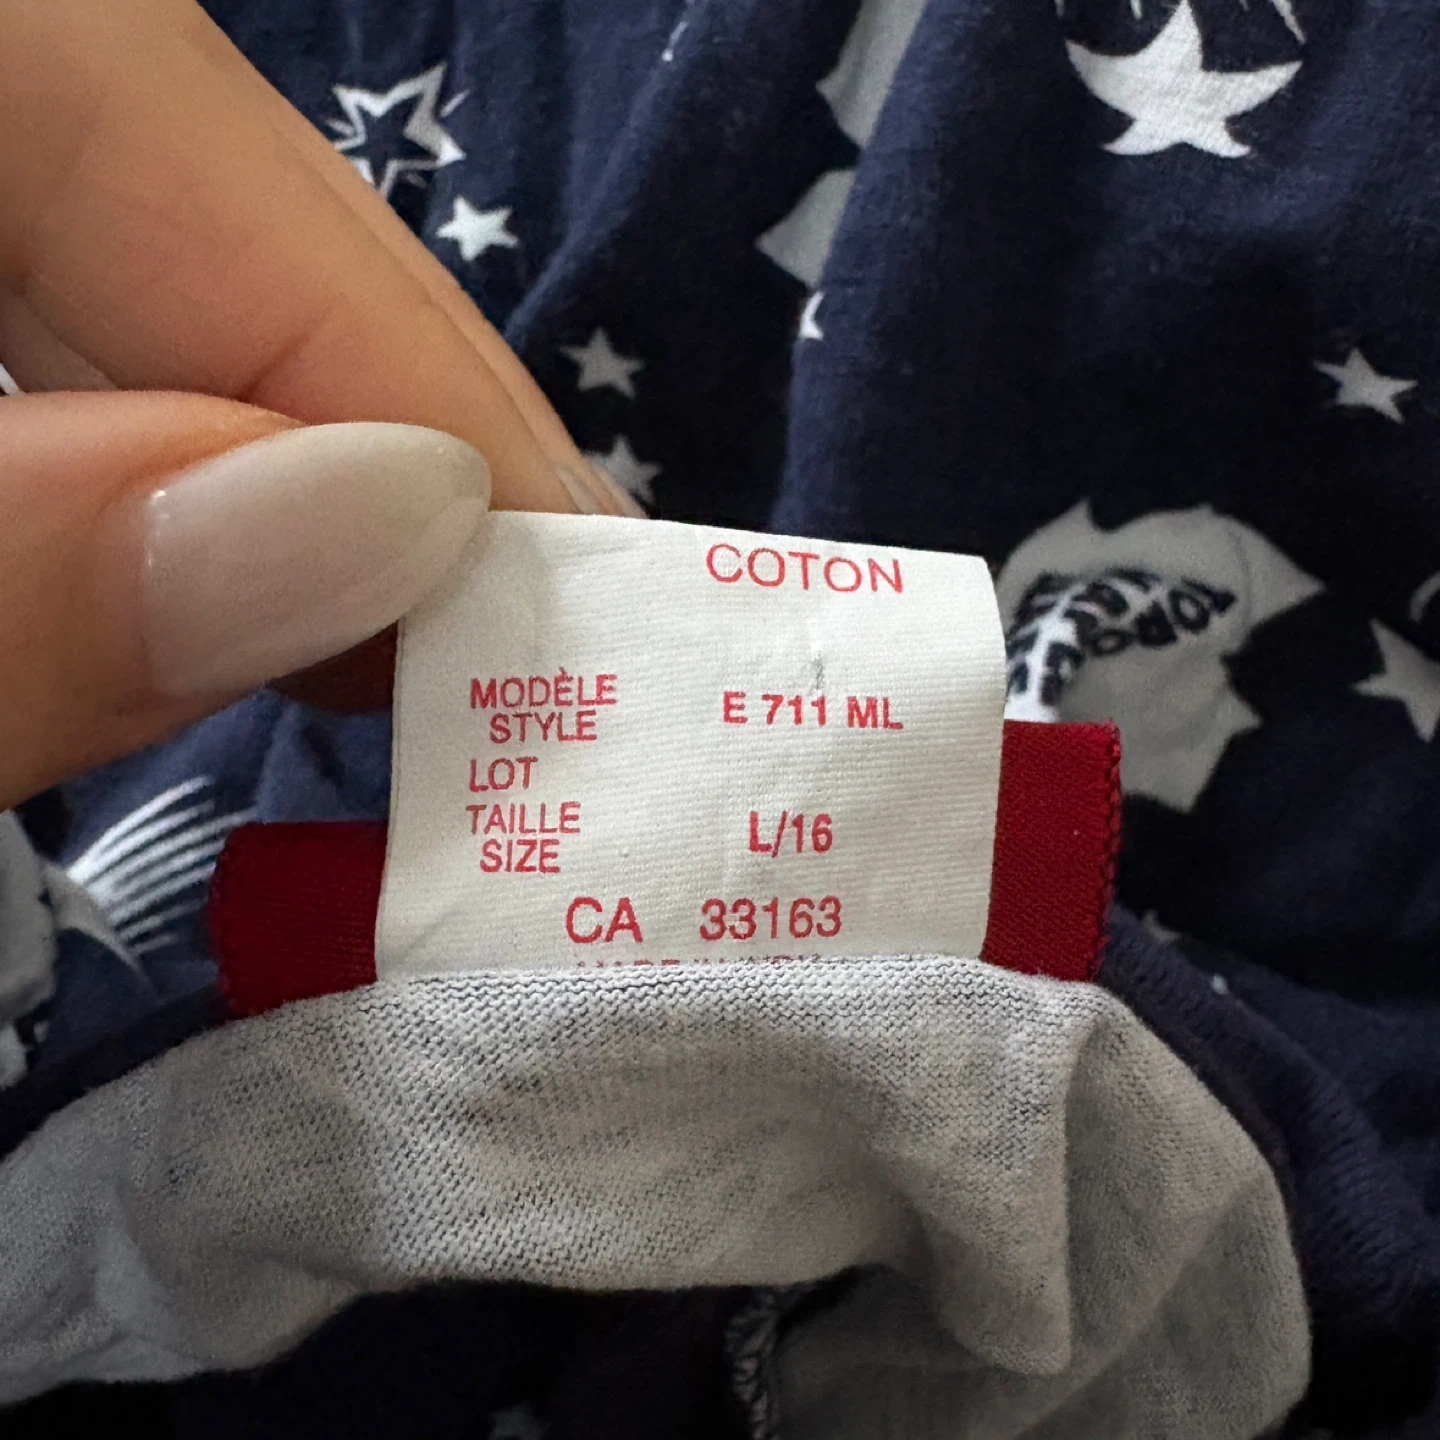 COTON
MODÈLE
STYLE
E 711 ML
LOT
TAILLE
SIZE
L/16
CA 33163